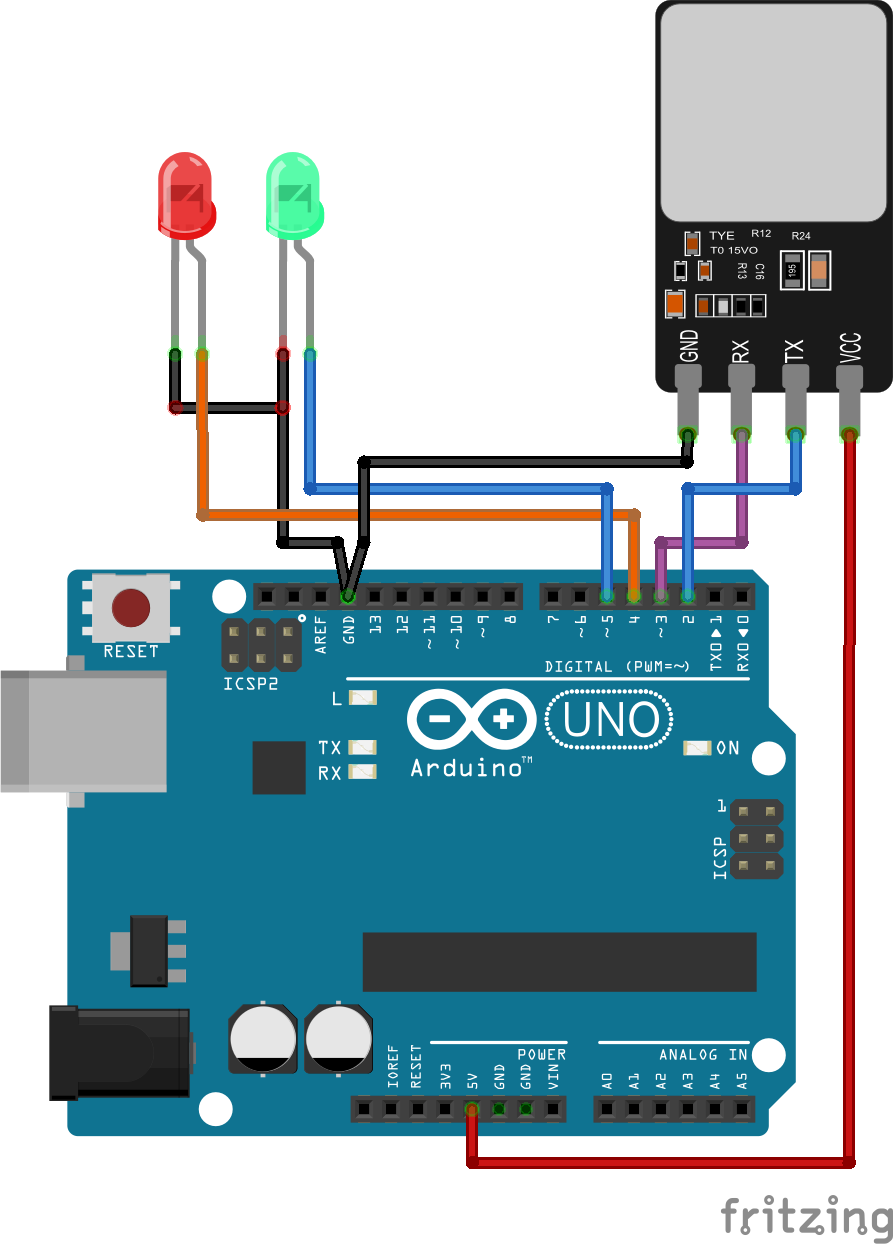 TYE
R12
R24
T0 15VO
R13
C16
195
GND
RX
TX
VCC
RESET
ICSP2
AREF
GND
13
12
~11
~10
~9
8
7
~6
~5
4
~3
2
TX0▶1
RX0◀0
DIGITAL (PWM=~)
L
TX
RX
Arduino™
UNO
ON
1
ICSP
IOREF
RESET
3V3
5V
GND
GND
VIN
POWER
ANALOG IN
A0
A1
A2
A3
A4
A5
fritzing